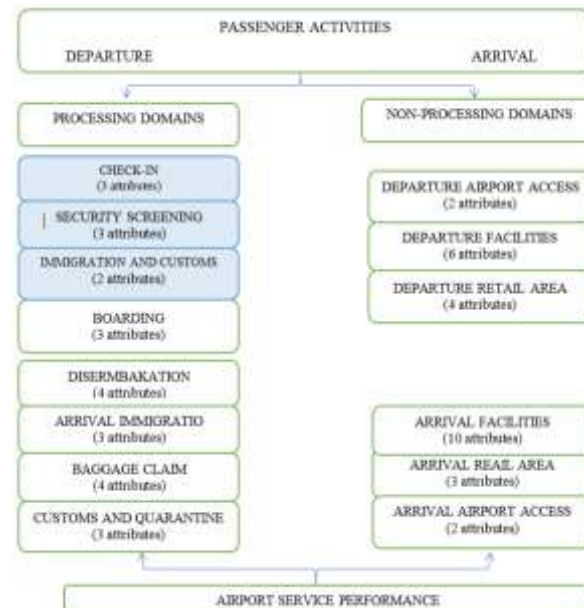 PASSENGER ACTIVITIES
DEPARTURE
ARRIVAL
PROCESSING DOMAINS
CHECK-IN
(3 attributes)
SECURITY SCREENING
(3 attributes)
IMMIGRATION AND CUSTOMS
(2 attributes)
BOARDING
(3 attributes)
DISERMBAKATION
(4 attributes)
ARRIVAL IMMIGRATIO
(3 attributes)
BAGGAGE CLAIM
(4 attributes)
CUSTOMS AND QUARANTINE
(3 attributes)
NON-PROCESSING DOMAINS
DEPARTURE AIRPORT ACCESS
(2 attributes)
DEPARTURE FACILITIES
(6 attributes)
DEPARTURE RETAIL AREA
(4 attributes)
ARRIVAL FACILITIES
(10 attributes)
ARRIVAL REAIL AREA
(3 attributes)
ARRIVAL AIRPORT ACCESS
(2 attributes)
AIRPORT SERVICE PERFORMANCE